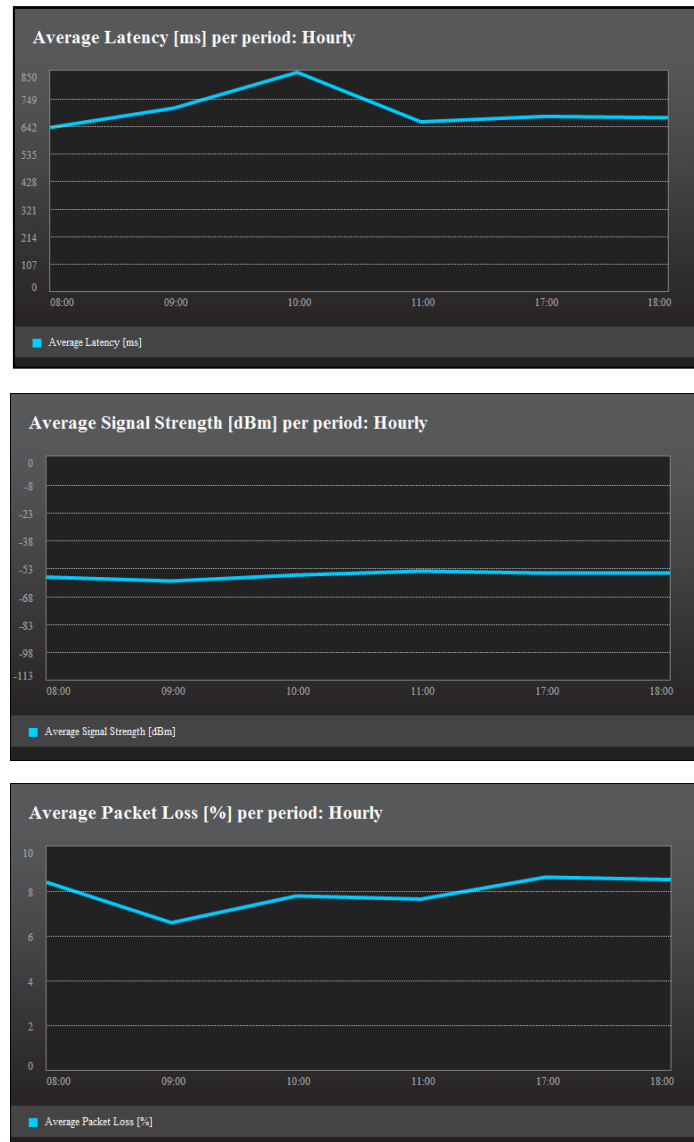 Average Latency [ms] per period: Hourly
850
749
642
535
428
321
214
107
0
08:00 09:00 10:00 11:00 17:00 18:00
Average Latency [ms]
Average Signal Strength [dBm] per period: Hourly
0
-8
-23
-38
-53
-68
-83
-98
-113
08:00 09:00 10:00 11:00 17:00 18:00
Average Signal Strength [dBm]
Average Packet Loss [%] per period: Hourly
10
8
6
4
2
0
08:00 09:00 10:00 11:00 17:00 18:00
Average Packet Loss [%]